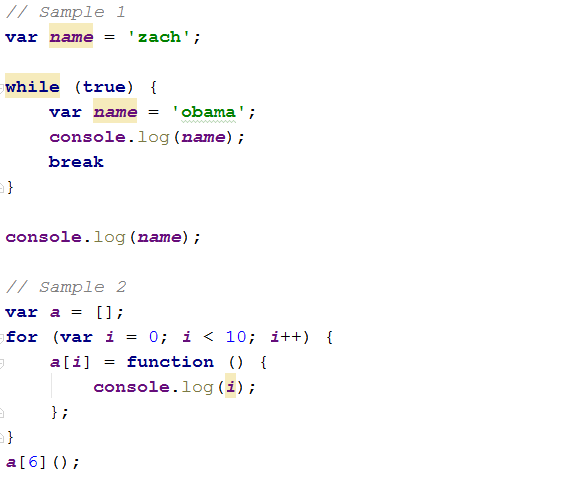 // Sample 1
var name = 'zach';
while (true) {
var name = 'obama';
console.log(name);
break
}
console.log(name);
// Sample 2
var a = [];
for (var i = 0; i < 10; i++) {
a[i] = function () {
console.log(i);
};
}
a[6]();